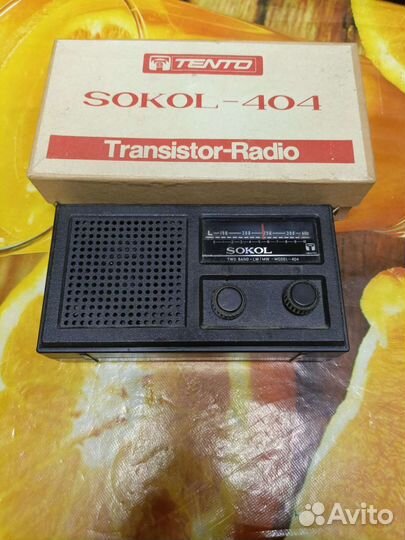 TENTO
SOKOL-404
Transistor-Radio
SOKOL
TWO BAND - LW/MW - MODEL-404
Avito